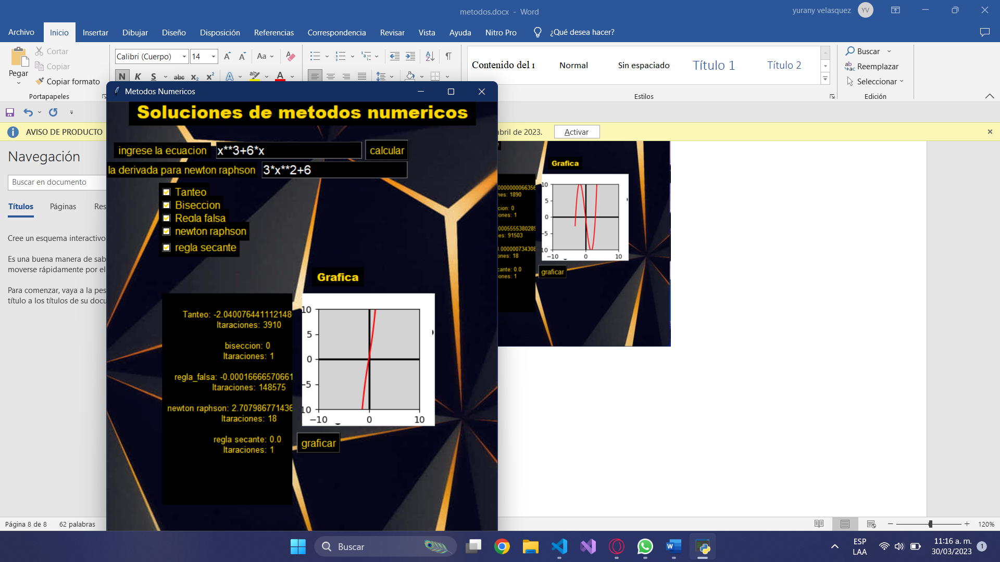 metodos.docx - Word
yurany velasquez YV
Archivo Inicio Insertar Dibujar Diseño Disposición Referencias Correspondencia Revisar Vista Ayuda Nitro Pro ¿Qué desea hacer?
Pegar
Cortar
Copiar
Copiar formato
Portapapeles
Calibri (Cuerpo) 14
N K S abc x₂ x²
Contenido del
Normal
Sin espaciado
Título 1
Título 2
Estilos
Buscar
Reemplazar
Seleccionar
Edición
AVISO DE PRODUCTO
abril de 2023.
Activar
Navegación
Buscar en documento
Títulos Páginas Res
Cree un esquema interactivo
Es una buena manera de sab
moverse rápidamente por el
Para comenzar, vaya a la pes
título a los títulos de su docu
Metodos Numericos
Soluciones de metodos numericos
ingrese la ecuacion x**3+6*x calcular
la derivada para newton raphson 3*x**2+6
Tanteo
Biseccion
Regla falsa
newton raphson
regla secante
Grafica
Tanteo: -2.040076441112148
Itaraciones: 3910
biseccion: 0
Itaraciones: 1
regla_falsa: -0.00016666570661
Itaraciones: 148575
newton raphson: 2.707986771436
Itaraciones: 18
regla secante: 0.0
Itaraciones: 1
10
5
0
-5
10
−10 0 10
graficar
Grafica
0000000066356
nes: 1890
cion: 0
ones: 1
0005555380289
es: 91503
0.000000734308
ones: 18
cante: 0.0
ones: 1
10
5
0
-5
10
−10 0 10
graficar
Página 8 de 8 62 palabras
120%
Buscar
ESP
LAA
11:16 a. m.
30/03/2023
1